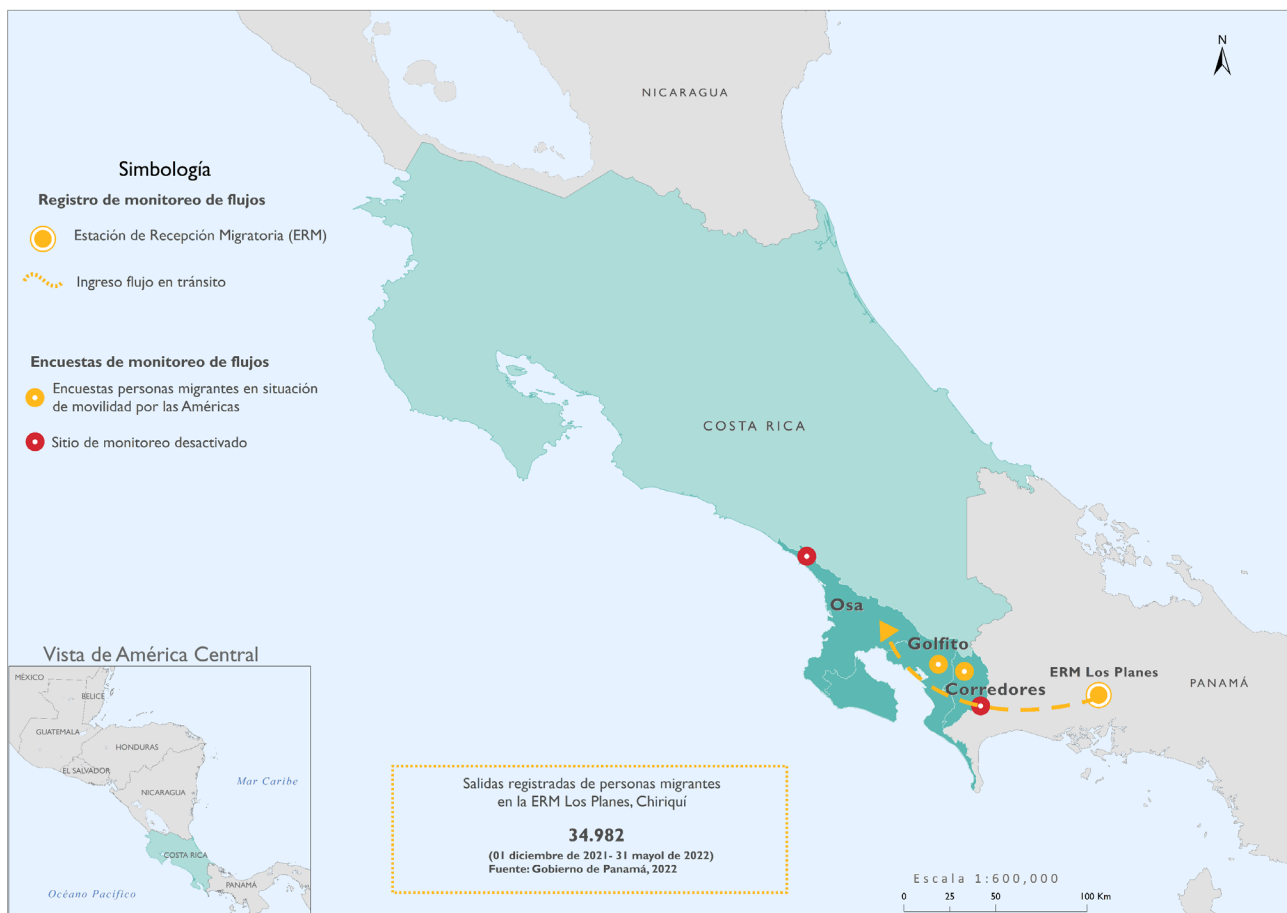 N
NICARAGUA
Simbología
Registro de monitoreo de flujos
Estación de Recepción Migratoria (ERM)
Ingreso flujo en tránsito
Encuestas de monitoreo de flujos
Encuestas personas migrantes en situación
de movilidad por las Américas
Sitio de monitoreo desactivado
COSTA RICA
Osa
Golfito
Corredores
ERM Los Planes
PANAMÁ
Vista de América Central
MÉXICO
BELICE
GUATEMALA
HONDURAS
EL SALVADOR
NICARAGUA
Mar Caribe
COSTA RICA
PANAMÁ
Océano Pacífico
Salidas registradas de personas migrantes
en la ERM Los Planes, Chiriquí
34.982
(01 diciembre de 2021- 31 mayol de 2022)
Fuente: Gobierno de Panamá, 2022
Escala 1:600,000
0 25 50 100 Km